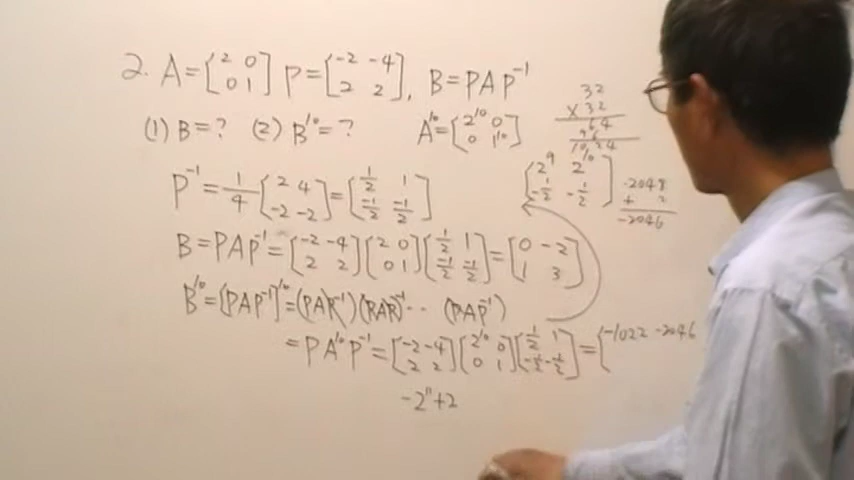 2. A = [2 0; 0 1] P = [-2 -4; 2 2], B = PAP⁻¹
(1) B = ? (2) B¹⁰ = ? A¹⁰ = [2¹⁰ 0; 0 1¹⁰]
32
× 32
64
96
1024
P⁻¹ = 1/4 [2 4; -2 -2] = [1/2 1; -1/2 -1/2]
[2⁹ 2¹⁰; -1/2 -1/2]
-2048
+ 2
-2046
B = PAP⁻¹ = [-2 -4; 2 2] [2 0; 0 1] [1/2 1; -1/2 -1/2] = [0 -2; 1 3]
B¹⁰ = (PAP⁻¹)¹⁰ = (PAP⁻¹)(PAP)⁻¹ ·· (PAP⁻¹)
= PA¹⁰P⁻¹ = [-2 -4; 2 2] [2¹⁰ 0; 0 1] [1/2 1; -1/2 -1/2] = [-1022 -2046
-2¹¹+2